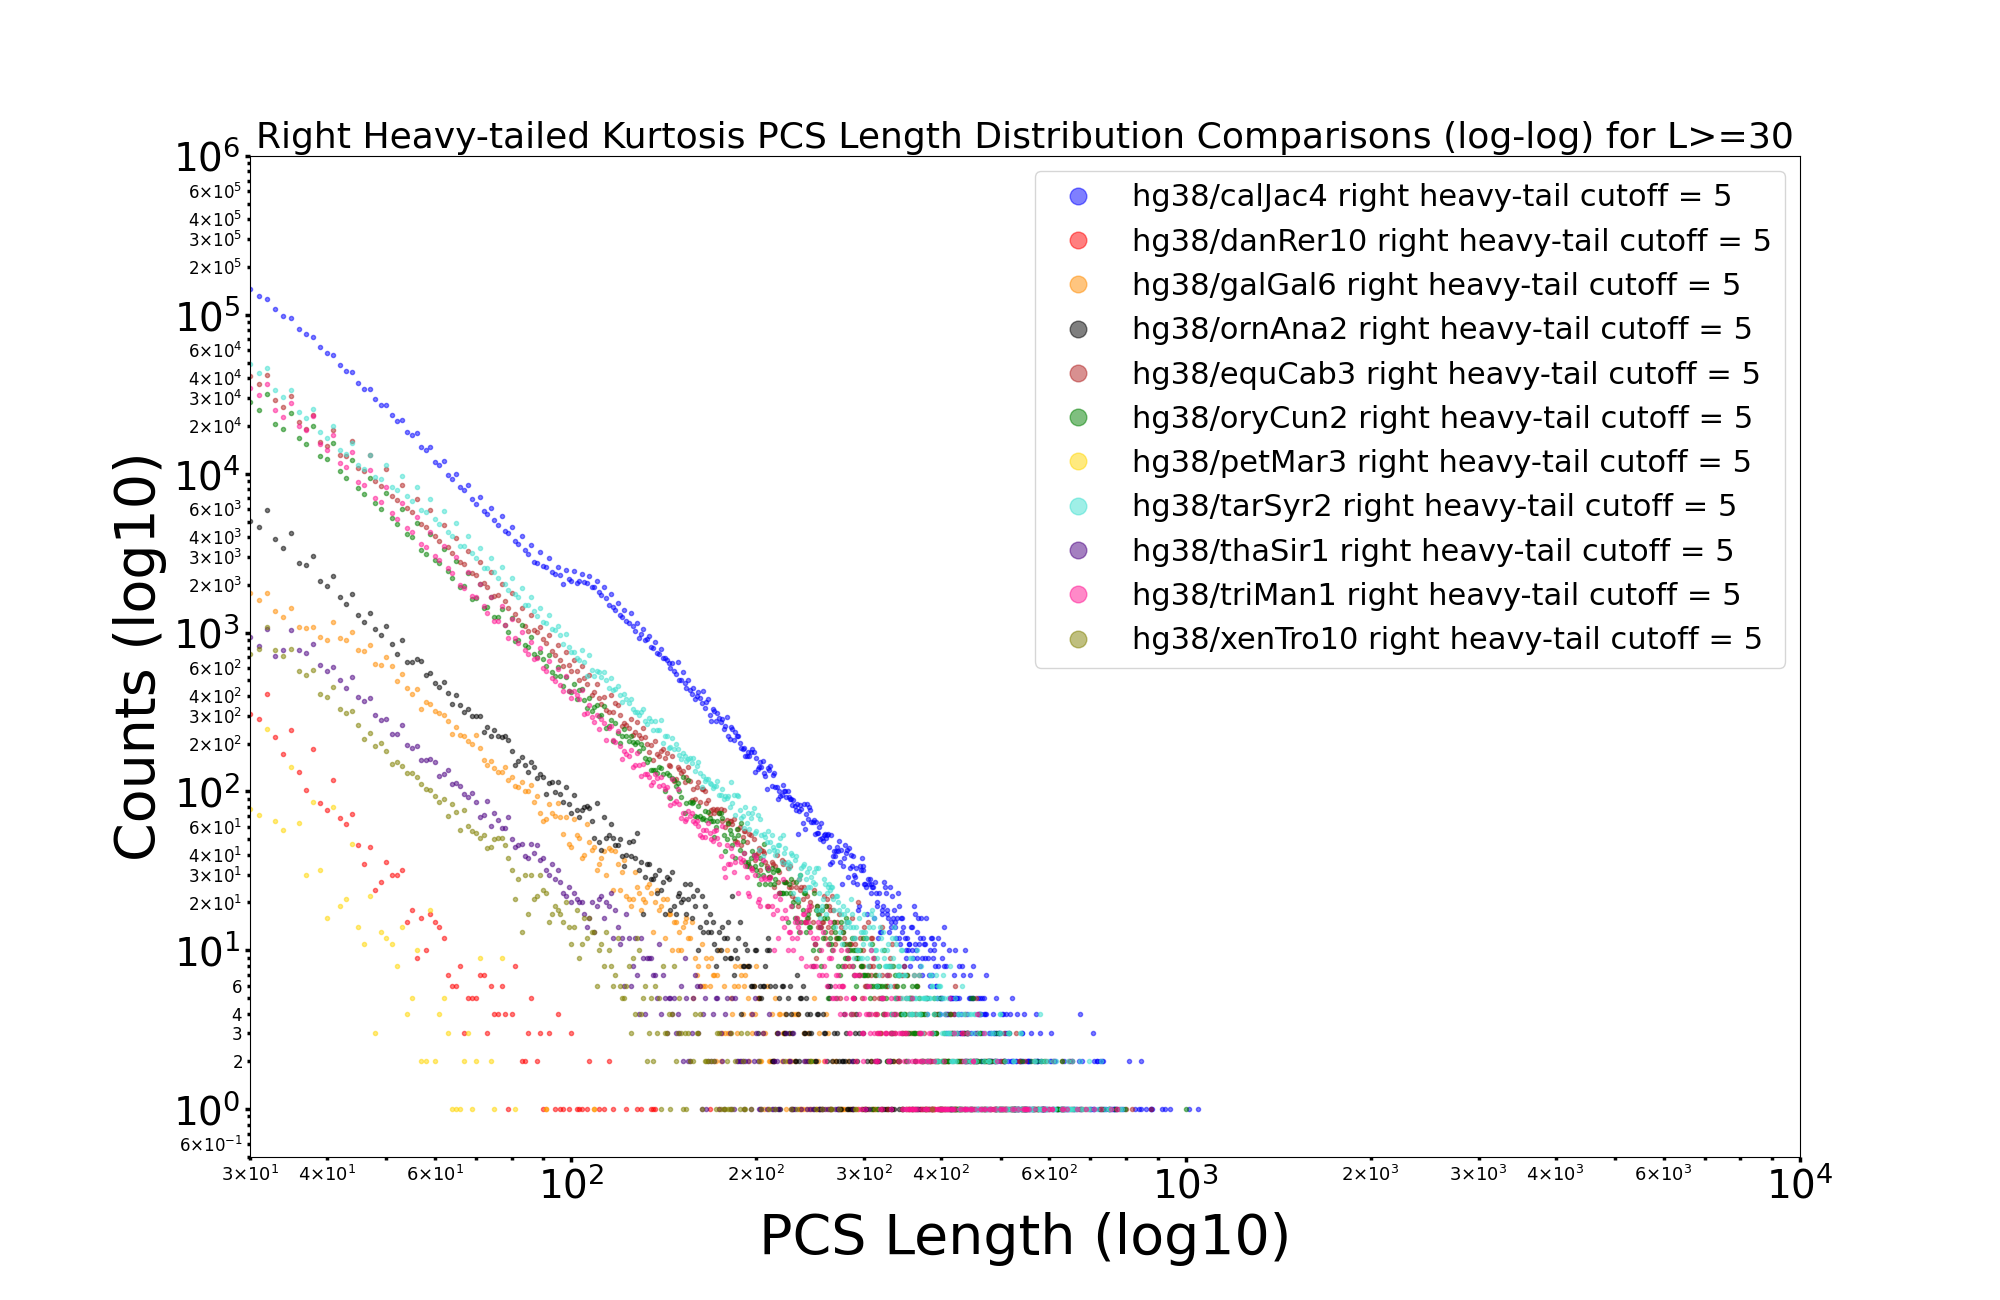 Right Heavy-tailed Kurtosis PCS Length Distribution Comparisons (log-log) for L>=30
hg38/calJac4 right heavy-tail cutoff = 5
hg38/danRer10 right heavy-tail cutoff = 5
hg38/galGal6 right heavy-tail cutoff = 5
hg38/ornAna2 right heavy-tail cutoff = 5
hg38/equCab3 right heavy-tail cutoff = 5
hg38/oryCun2 right heavy-tail cutoff = 5
hg38/petMar3 right heavy-tail cutoff = 5
hg38/tarSyr2 right heavy-tail cutoff = 5
hg38/thaSir1 right heavy-tail cutoff = 5
hg38/triMan1 right heavy-tail cutoff = 5
hg38/xenTro10 right heavy-tail cutoff = 5
Counts (log10)
10⁶
6×10⁵
4×10⁵
3×10⁵
2×10⁵
10⁵
6×10⁴
4×10⁴
3×10⁴
2×10⁴
10⁴
6×10³
4×10³
3×10³
2×10³
10³
6×10²
4×10²
3×10²
2×10²
10²
6×10¹
4×10¹
3×10¹
2×10¹
10¹
6
4
3
2
10⁰
6×10⁻¹
3×10¹ 4×10¹ 6×10¹ 10² 2×10² 3×10² 4×10² 6×10² 10³ 2×10³ 3×10³ 4×10³ 6×10³ 10⁴
PCS Length (log10)